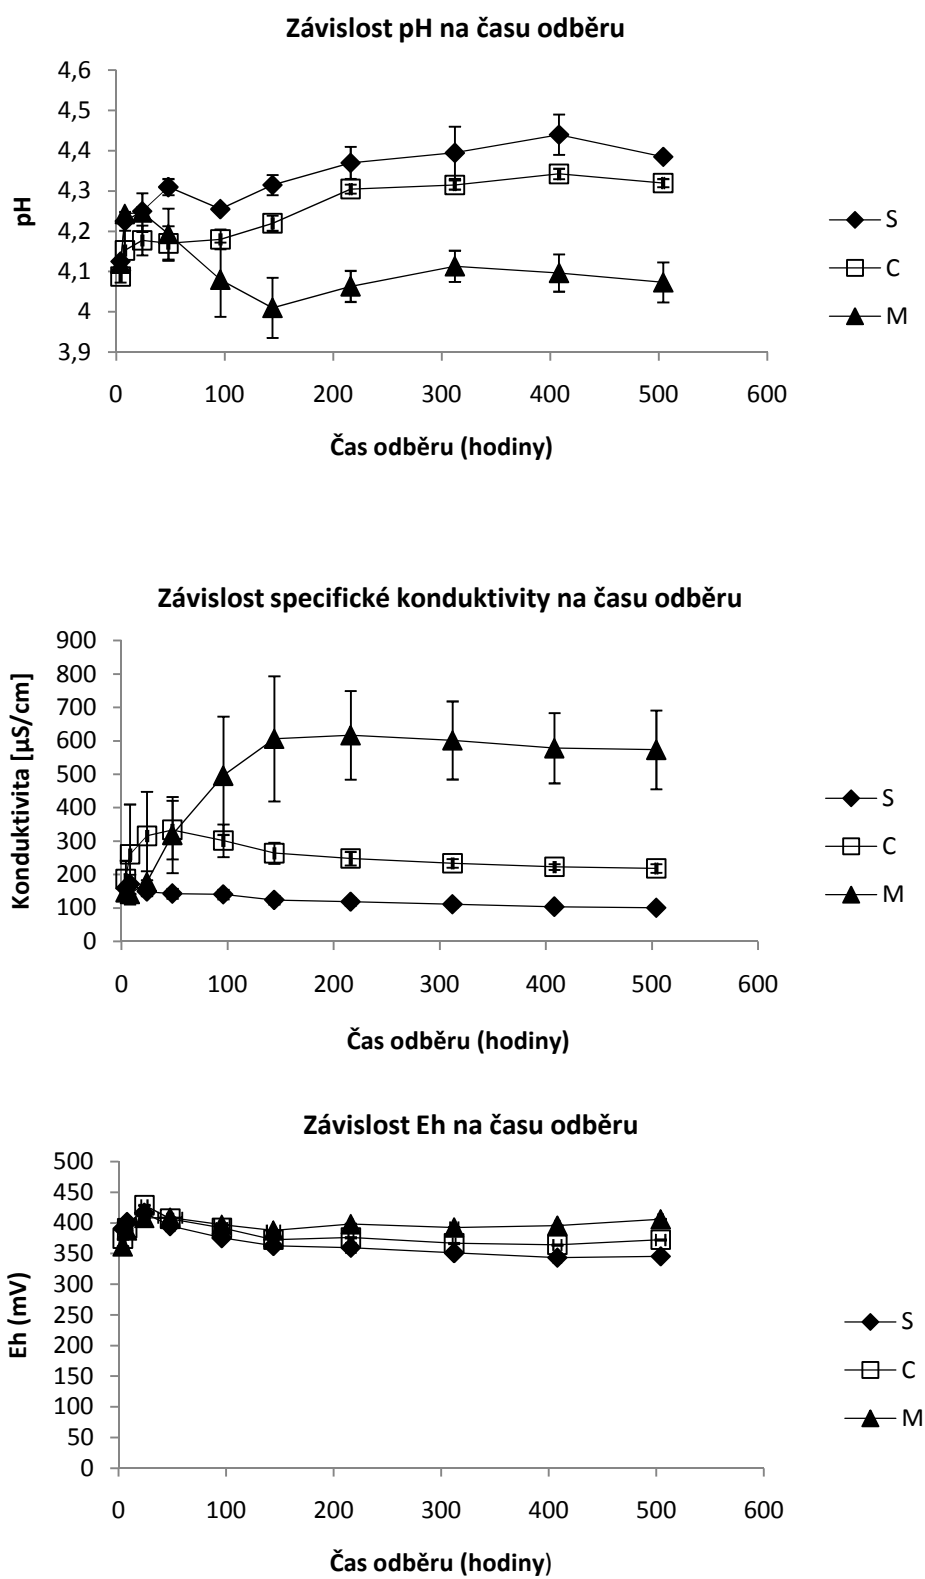 Závislost pH na času odběru
4,6
4,5
4,4
4,3
4,2
4,1
4
3,9
pH
0 100 200 300 400 500 600
Čas odběru (hodiny)
S
C
M
Závislost specifické konduktivity na času odběru
900
800
700
600
500
400
300
200
100
0
Konduktivita [µS/cm]
0 100 200 300 400 500 600
Čas odběru (hodiny)
S
C
M
Závislost Eh na času odběru
500
450
400
350
300
250
200
150
100
50
0
Eh (mV)
0 100 200 300 400 500 600
Čas odběru (hodiny)
S
C
M